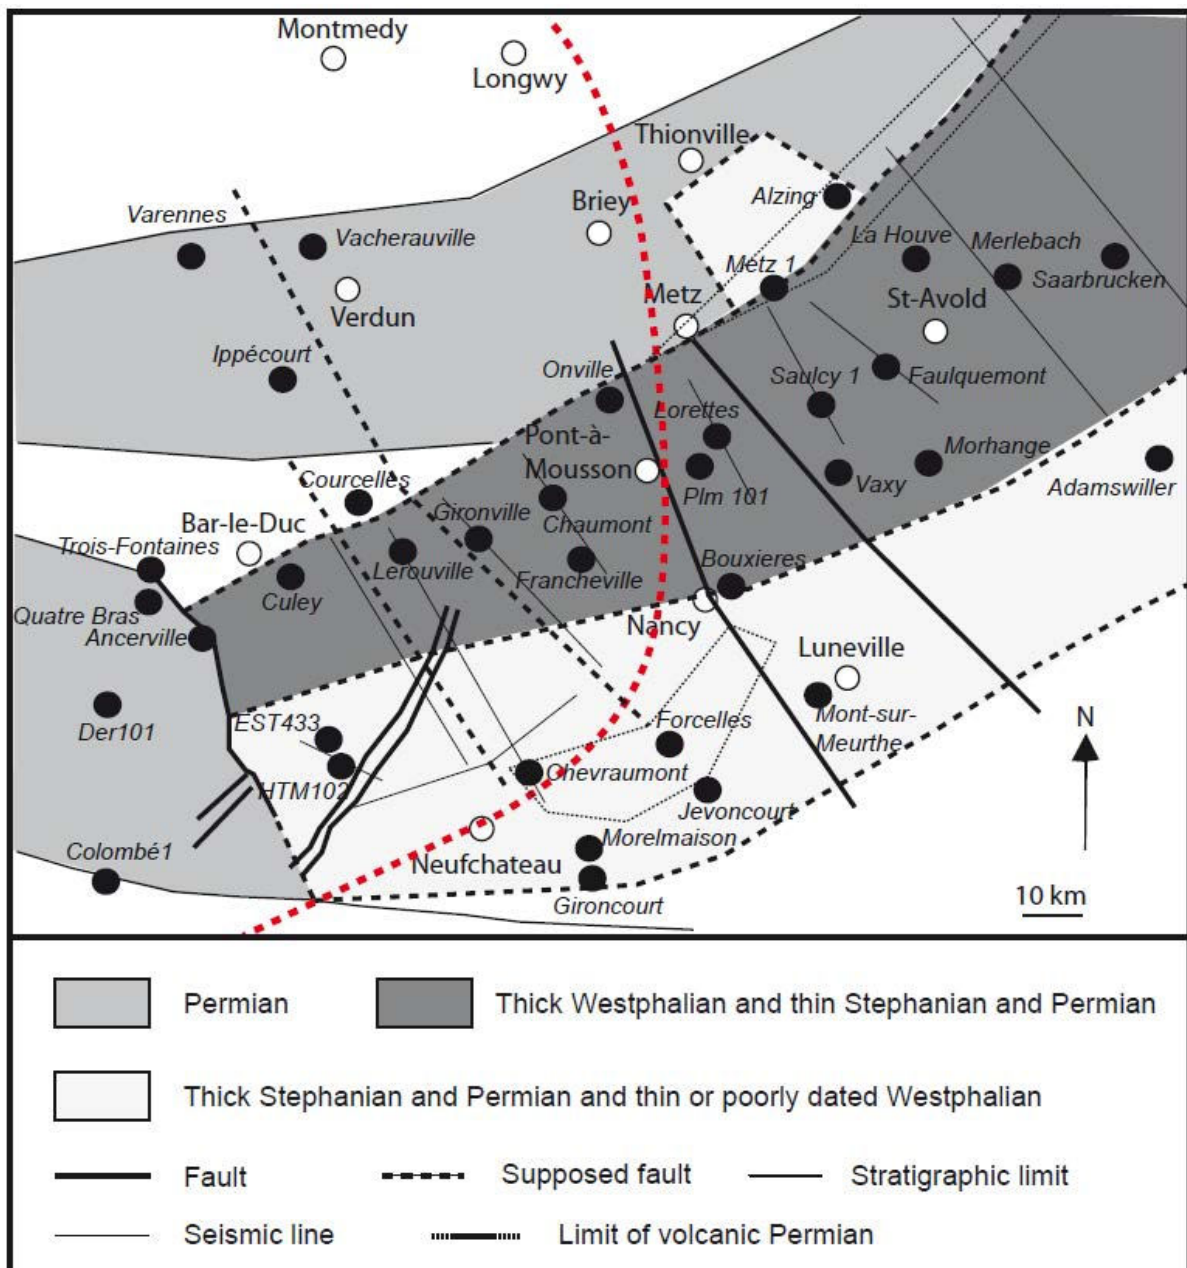 Montmedy
Longwy
Thionville
Briey
Alzing
Varennes
Vacherauville
La Houve
Merlebach
Metz 1
Saarbrucken
Metz
St-Avold
Verdun
Ippécourt
Onville
Saulcy 1
Faulquemont
Lorettes
Pont-à-
Mousson
Morhange
Courcelles
Plm 101
Vaxy
Adamswiller
Gironville
Bar-le-Duc
Chaumont
Trois-Fontaines
Lerouville
Francheville
Bouxieres
Culey
Quatre Bras
Ancerville
Nancy
Luneville
Der101
EST433
Forcelles
Mont-sur-
Meurthe
N
HTM102
Chevraumont
Jevoncourt
Colombé1
Morelmaison
Neufchateau
Gironcourt
10 km
Permian
Thick Westphalian and thin Stephanian and Permian
Thick Stephanian and Permian and thin or poorly dated Westphalian
Fault
Supposed fault
Stratigraphic limit
Seismic line
Limit of volcanic Permian